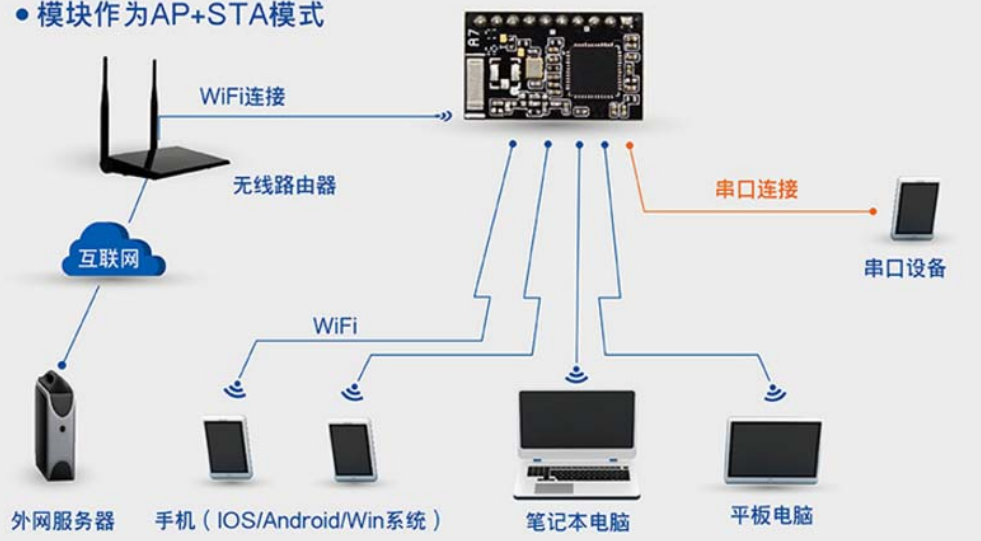 •模块作为AP+STA模式
A7
WiFi连接
无线路由器
串口连接
互联网
串口设备
WiFi
外网服务器
手机（IOS/Android/Win系统）
笔记本电脑
平板电脑